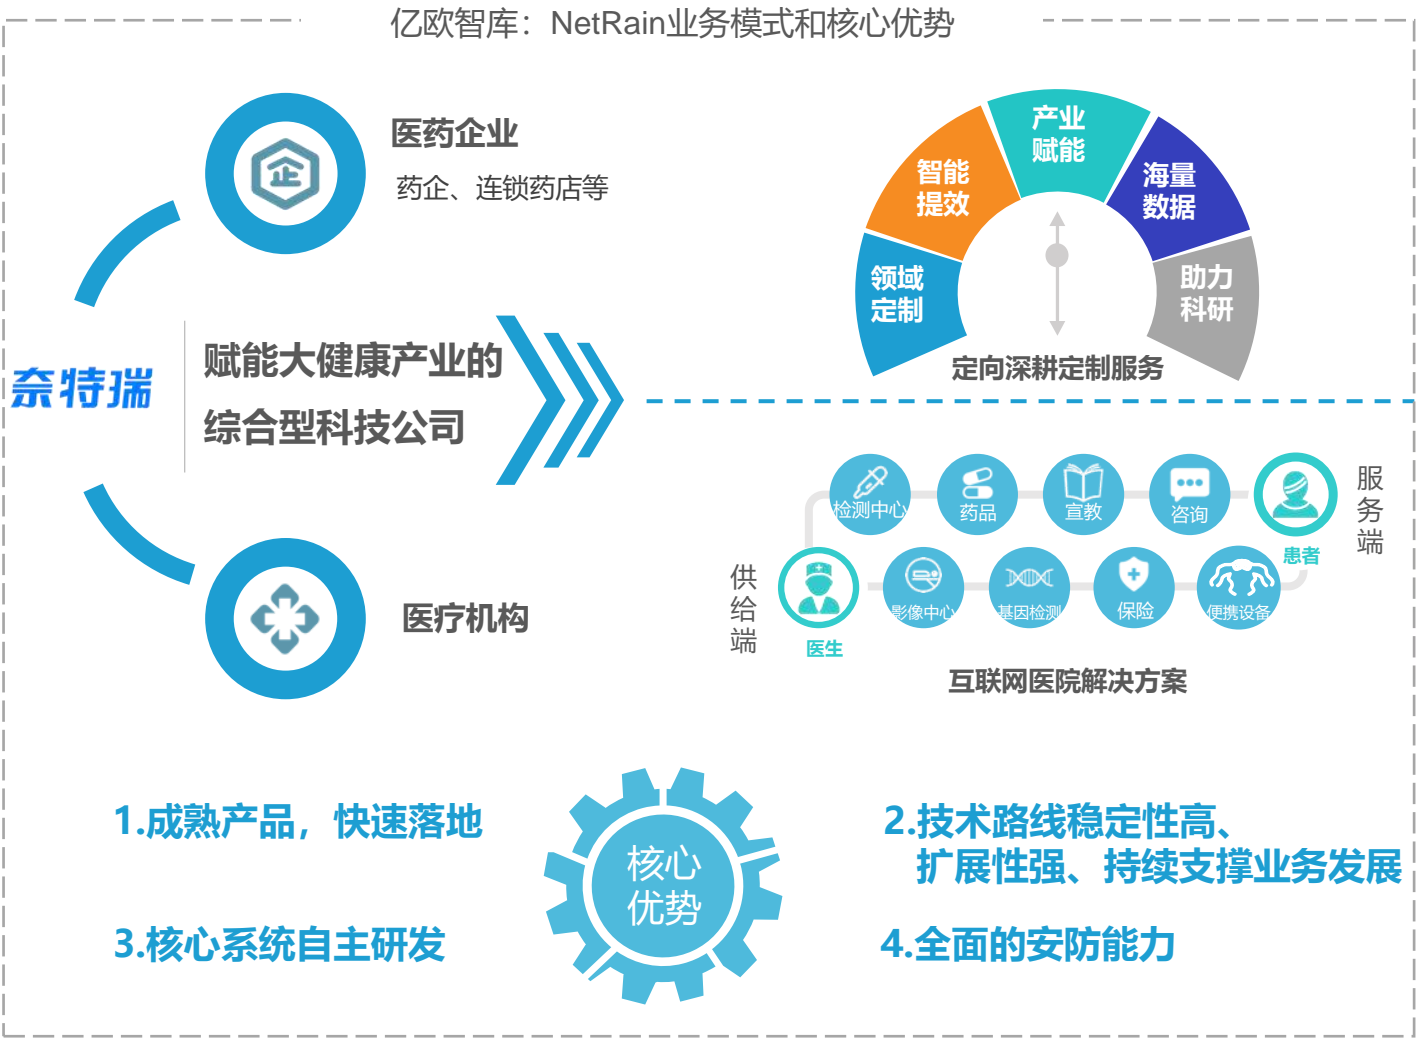 亿欧智库：NetRain业务模式和核心优势
医药企业
药企、连锁药店等
奈特瑞
赋能大健康产业的
综合型科技公司
医疗机构
领域
定制
智能
提效
产业
赋能
海量
数据
助力
科研
定向深耕定制服务
检测中心
药品
宣教
咨询
患者
服务端
供给端
医生
影像中心
基因检测
保险
便携设备
互联网医院解决方案
1.成熟产品，快速落地
核心
优势
2.技术路线稳定性高、
扩展性强、持续支撑业务发展
3.核心系统自主研发
4.全面的安防能力
企